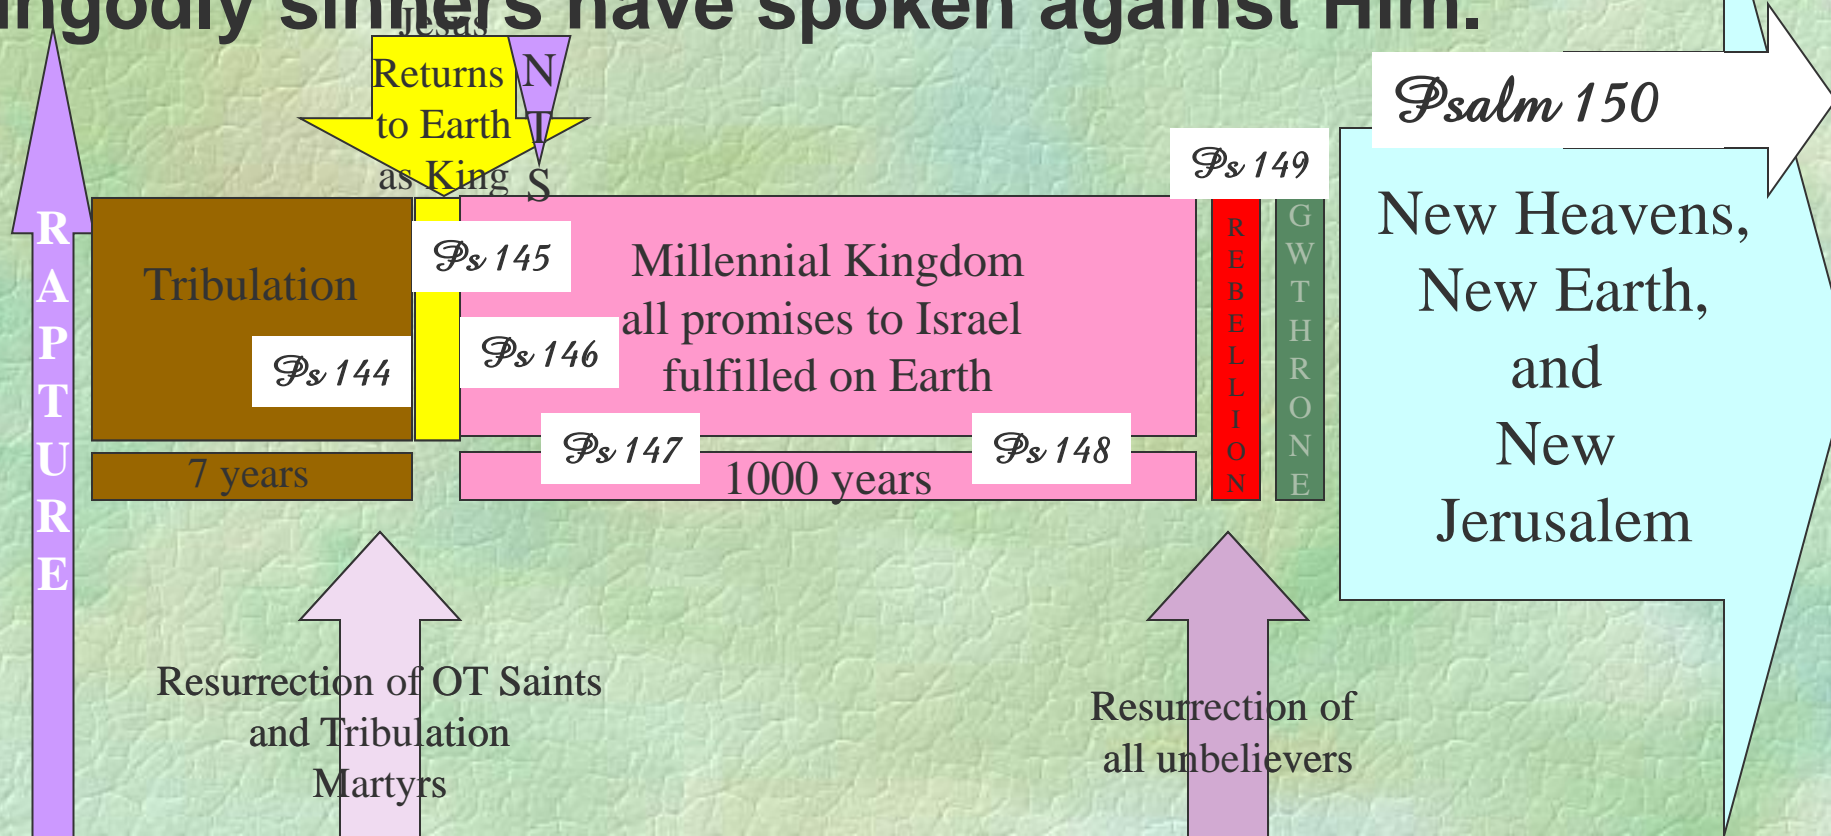 ngodly sinners have spoken against Him.
Jesus
Returns
to Earth
as King
N
T
S
Psalm 150
Ps 149
RAPTURE
Tribulation
Ps 144
7 years
Ps 145
Ps 146
Millennial Kingdom
all promises to Israel
fulfilled on Earth
Ps 147
Ps 148
1000 years
REBELLION
GWTHRONE
New Heavens,
New Earth,
and
New
Jerusalem
Resurrection of OT Saints
and Tribulation
Martyrs
Resurrection of
all unbelievers